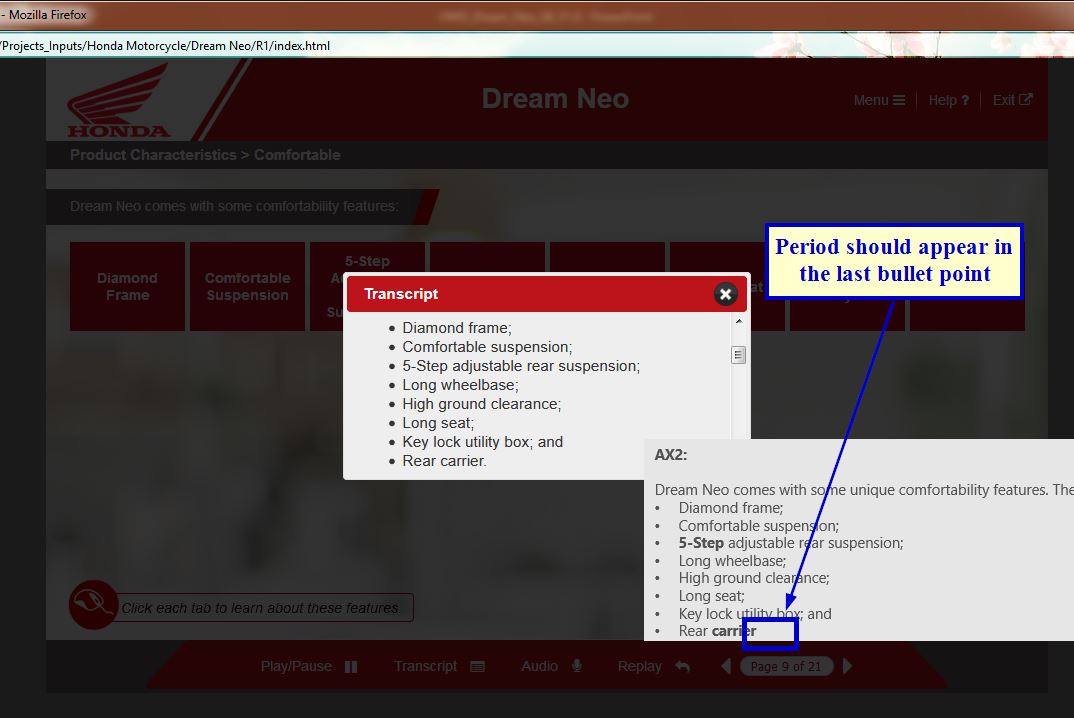 - Mozilla Firefox
/Projects_Inputs/Honda Motorcycle/Dream Neo/R1/index.html
HONDA
Dream Neo
Menu
Help ?
Exit
Product Characteristics > Comfortable
Dream Neo comes with some comfortability features:
Diamond
Frame
Comfortable
Suspension
5-Step
Period should appear in
the last bullet point
Transcript
• Diamond frame;
• Comfortable suspension;
• 5-Step adjustable rear suspension;
• Long wheelbase;
• High ground clearance;
• Long seat;
• Key lock utility box; and
• Rear carrier.
AX2:
Dream Neo comes with some unique comfortability features. The
• Diamond frame;
• Comfortable suspension;
• 5-Step adjustable rear suspension;
• Long wheelbase;
• High ground clearance;
• Long seat;
• Key lock utility box; and
• Rear carrier
Click each tab to learn about these features.
Play/Pause
Transcript
Audio
Replay
Page 9 of 21